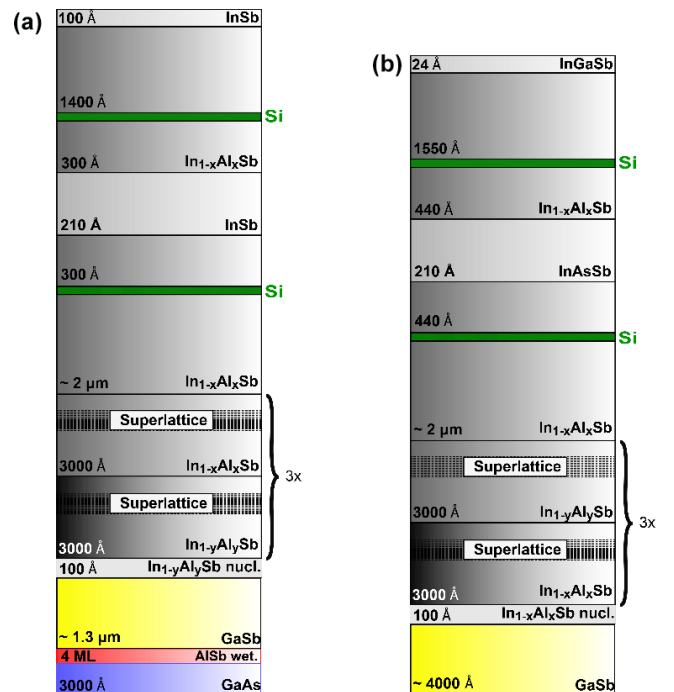 (a)
100 Å InSb
1400 Å
Si
300 Å In1-xAlxSb
210 Å InSb
300 Å
Si
~ 2 µm In1-xAlxSb
Superlattice
3000 Å In1-xAlxSb
3x
Superlattice
3000 Å In1-yAlySb
100 Å In1-yAlySb nucl.
~ 1.3 µm GaSb
4 ML AlSb wet.
3000 Å GaAs
(b)
24 Å InGaSb
1550 Å
Si
440 Å In1-xAlxSb
210 Å InAsSb
440 Å
Si
~ 2 µm In1-xAlxSb
Superlattice
3000 Å In1-yAlySb
3x
Superlattice
3000 Å In1-xAlxSb
100 Å In1-xAlxSb nucl.
~ 4000 Å GaSb